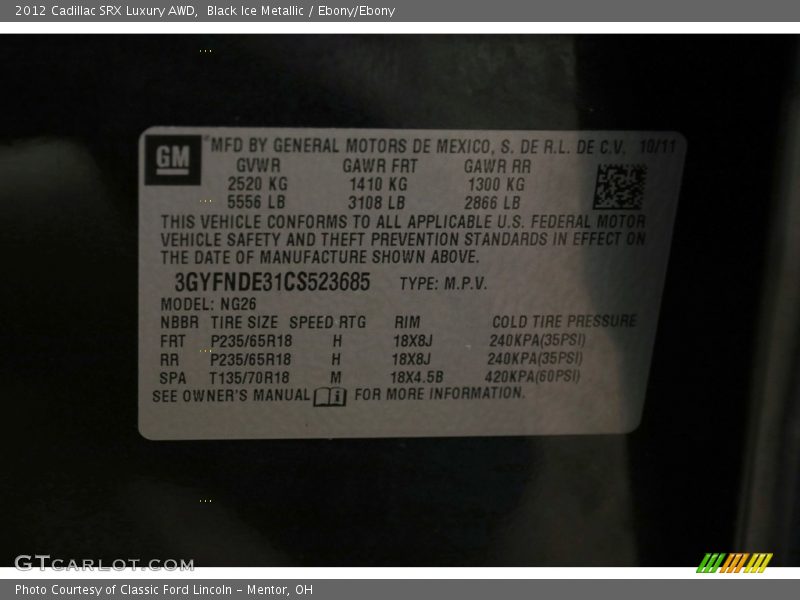 2012 Cadillac SRX Luxury AWD,  Black Ice Metallic / Ebony/Ebony
GM
MFD BY GENERAL MOTORS DE MEXICO, S. DE R.L. DE C.V. 10/11
GVWR GAWR FRT GAWR RR
2520 KG 1410 KG 1300 KG
5556 LB 3108 LB 2866 LB
THIS VEHICLE CONFORMS TO ALL APPLICABLE U.S. FEDERAL MOTOR
VEHICLE SAFETY AND THEFT PREVENTION STANDARDS IN EFFECT ON
THE DATE OF MANUFACTURE SHOWN ABOVE.
3GYFNDE31CS523685 TYPE: M.P.V.
MODEL: NG26
NBBR TIRE SIZE SPEED RTG RIM COLD TIRE PRESSURE
FRT P235/65R18 H 18X8J 240KPA(35PSI)
RR P235/65R18 H 18X8J 240KPA(35PSI)
SPA T135/70R18 M 18X4.5B 420KPA(60PSI)
SEE OWNER'S MANUAL i FOR MORE INFORMATION.
GTCARLOT.COM
Photo Courtesy of Classic Ford Lincoln - Mentor, OH